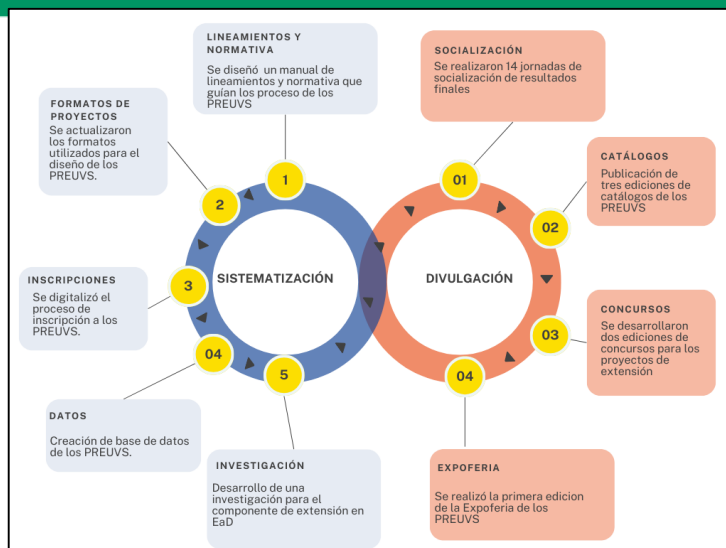 LINEAMIENTOS Y
NORMATIVA
Se diseñó un manual de
lineamientos y normativa que
guían los proceso de los
PREUVS
FORMATOS DE
PROYECTOS
Se actualizaron
los formatos
utilizados para el
diseño de los
PREUVS.
INSCRIPCIONES
Se digitalizó el
proceso de
inscripción a los
PREUVS.
DATOS
Creación de base de datos
de los PREUVS.
INVESTIGACIÓN
Desarrollo de una
investigación para el
componente de extensión en
EaD
1
2
3
04
5
SISTEMATIZACIÓN
DIVULGACIÓN
01
02
03
04
SOCIALIZACIÓN
Se realizaron 14 jornadas de
socialización de resultados
finales
CATÁLOGOS
Publicación de
tres ediciones de
catálogos de los
PREUVS
CONCURSOS
Se desarrollaron
dos ediciones de
concursos para los
proyectos de
extensión
EXPOFERIA
Se realizó la primera edicion
de la Expoferia de los
PREUVS